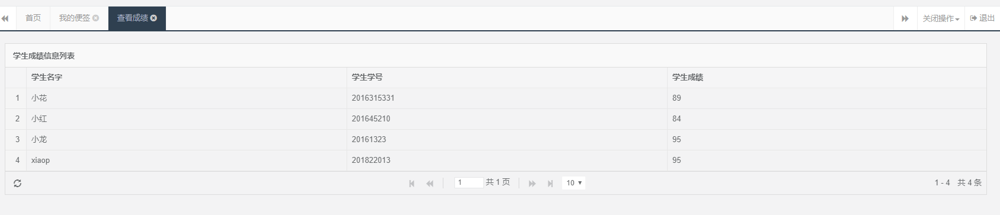 首页 我的便签 查看成绩 关闭操作 退出
学生成绩信息列表
学生名字 学生学号 学生成绩
1 小花 2016315331 89
2 小红 201645210 84
3 小龙 20161323 95
4 xiaop 201822013 95
1 共 1 页 10 1 - 4 共 4 条